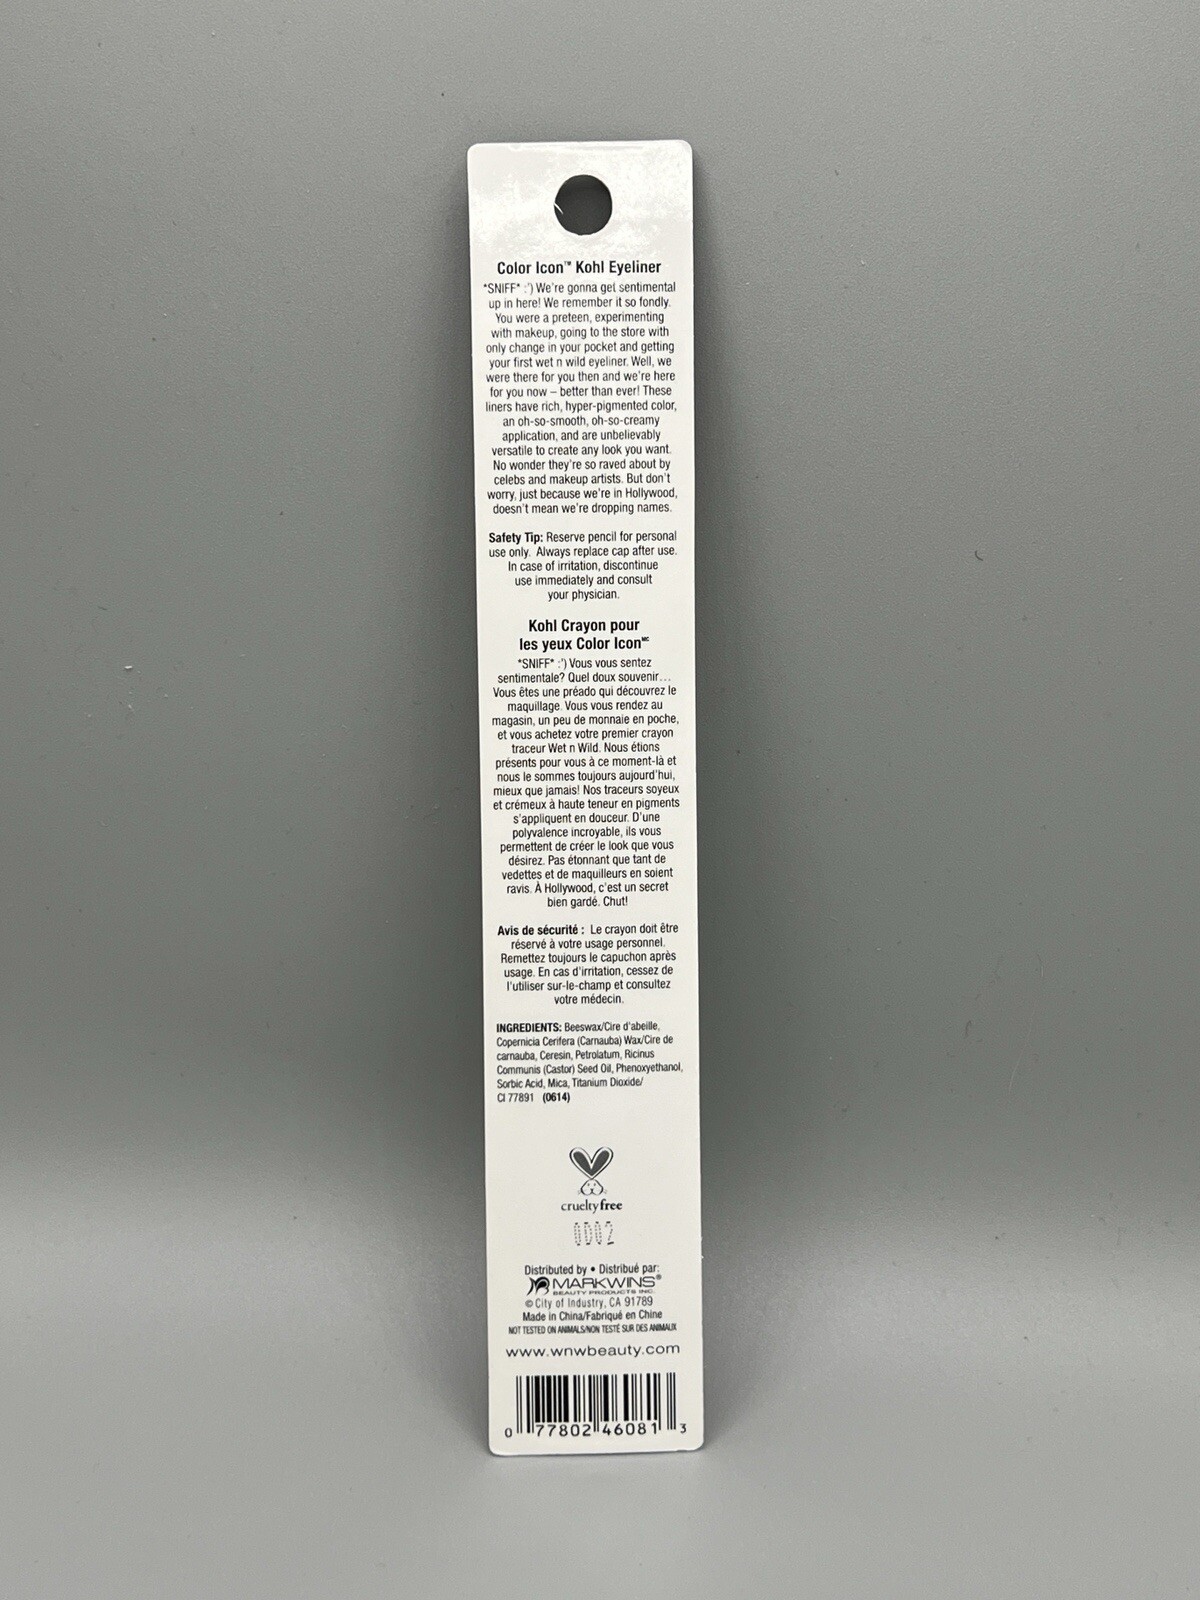 Color Icon™ Kohl Eyeliner
*SNIFF* :') We're gonna get sentimental
up in here! We remember it so fondly.
You were a preteen, experimenting
with makeup, going to the store with
only change in your pocket and getting
your first wet n wild eyeliner. Well, we
were there for you then and we're here
for you now – better than ever! These
liners have rich, hyper-pigmented color,
an oh-so-smooth, oh-so-creamy
application, and are unbelievably
versatile to create any look you want.
No wonder they're so raved about by
celebs and makeup artists. But don't
worry, just because we're in Hollywood,
doesn't mean we're dropping names.
Safety Tip: Reserve pencil for personal
use only. Always replace cap after use.
In case of irritation, discontinue
use immediately and consult
your physician.
Kohl Crayon pour
les yeux Color Icon MC
*SNIFF* :') Vous vous sentez
sentimentale? Quel doux souvenir...
Vous êtes une préado qui découvrez le
maquillage. Vous vous rendez au
magasin, un peu de monnaie en poche,
et vous achetez votre premier crayon
traceur Wet n Wild. Nous étions
présents pour vous à ce moment-là et
nous le sommes toujours aujourd'hui,
mieux que jamais! Nos traceurs soyeux
et crémeux à haute teneur en pigments
s'appliquent en douceur. D'une
polyvalence incroyable, ils vous
permettent de créer le look que vous
désirez. Pas étonnant que tant de
vedettes et de maquilleurs en soient
ravis. À Hollywood, c'est un secret
bien gardé. Chut!
Avis de sécurité : Le crayon doit être
réservé à votre usage personnel.
Remettez toujours le capuchon après
usage. En cas d'irritation, cessez de
l'utiliser sur-le-champ et consultez
votre médecin.
INGREDIENTS: Beeswax/Cire d'abeille,
Copernicia Cerifera (Carnauba) Wax/Cire de
carnauba, Ceresin, Petrolatum, Ricinus
Communis (Castor) Seed Oil, Phenoxyethanol,
Sorbic Acid, Mica, Titanium Dioxide/
CI 77891 (0614)
crueltyfree
0D02
Distributed by • Distribué par:
MARKWINS®
BEAUTY PRODUCTS INC.
© City of Industry, CA 91789
Made in China/Fabriqué en Chine
NOT TESTED ON ANIMALS/NON TESTÉ SUR DES ANIMAUX
www.wnwbeauty.com
0 77802 46081 3